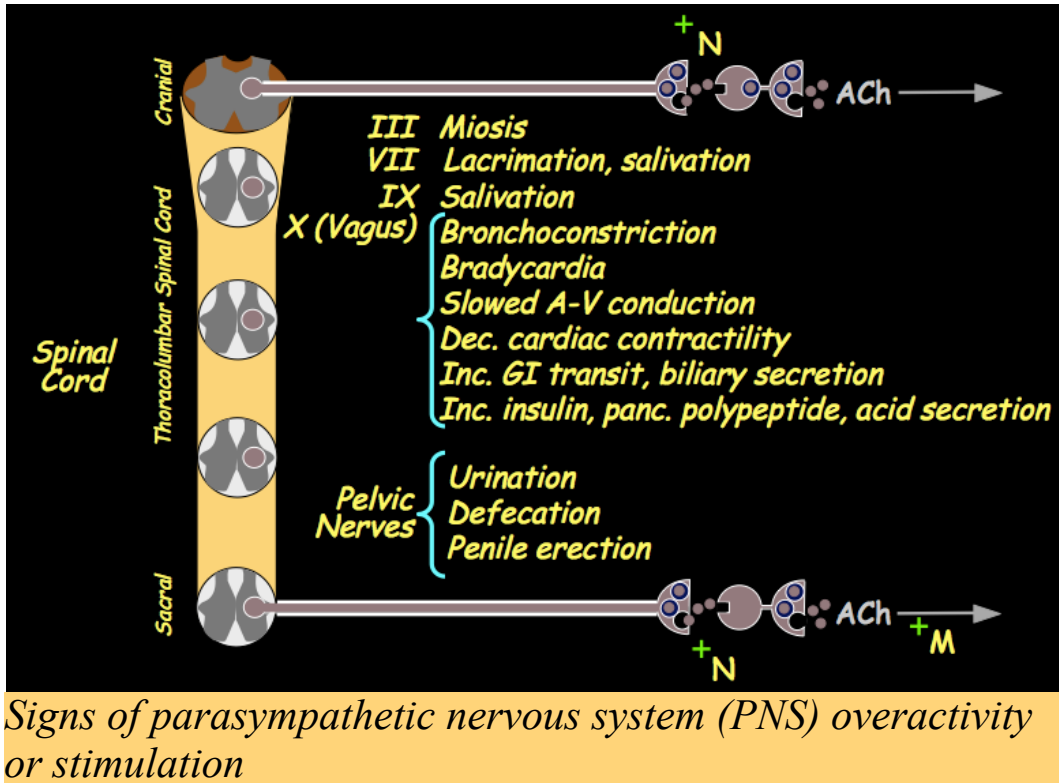 + N
Cranial
ACh
III Miosis
VII Lacrimation, salivation
IX Salivation
X (Vagus) Bronchoconstriction
Bradycardia
Slowed A-V conduction
Dec. cardiac contractility
Inc. GI transit, biliary secretion
Inc. insulin, panc. polypeptide, acid secretion
Thoracolumbar Spinal Cord
Spinal
Cord
Pelvic
Nerves
Urination
Defecation
Penile erection
Sacral
ACh
+ M
+ N
Signs of parasympathetic nervous system (PNS) overactivity
or stimulation